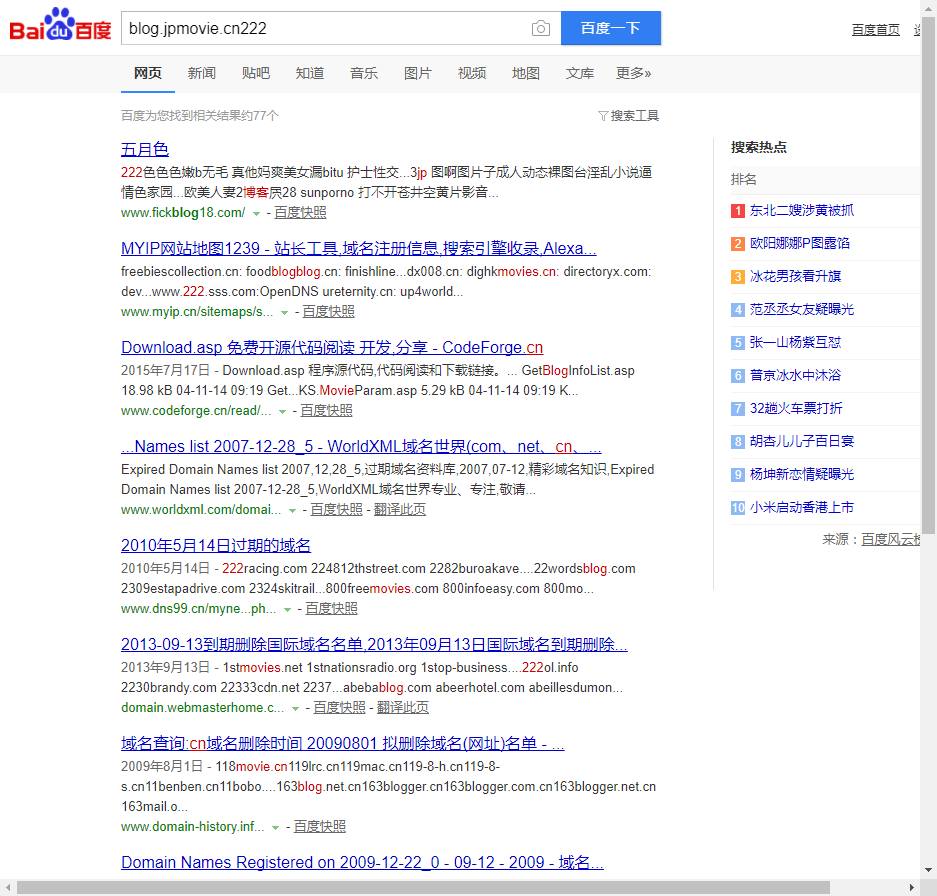 Bai du 百度
blog.jpmovie.cn222
百度一下
百度首页
网页 新闻 贴吧 知道 音乐 图片 视频 地图 文库 更多»
百度为您找到相关结果约77个
搜索工具
五月色
222色色色嫩b无毛 真他妈爽美女漏bitu 护士性交...3jp 图啊图片子成人动态裸图台淫乱小说逼
情色家园...欧美人妻2博客屄28 sunporno 打不开苍井空黄片影音...
www.fickblog18.com/ - 百度快照
MYIP网站地图1239 - 站长工具,域名注册信息,搜索引擎收录,Alexa...
freebiescollection.cn: foodblogblog.cn: finishline...dx008.cn: dighkmovies.cn: directoryx.com:
dev...www.222.sss.com:OpenDNS ureternity.cn: up4world...
www.myip.cn/sitemaps/s... - 百度快照
Download.asp 免费开源代码阅读 开发,分享 - CodeForge.cn
2015年7月17日 - Download.asp 程序源代码,代码阅读和下载链接。... GetBlogInfoList.asp
18.98 kB 04-11-14 09:19 Get...KS.MovieParam.asp 5.29 kB 04-11-14 09:19 K...
www.codeforge.cn/read/... - 百度快照
...Names list 2007-12-28_5 - WorldXML域名世界(com、net、cn、...
Expired Domain Names list 2007,12,28_5,过期域名资料库,2007,07-12,精彩域名知识,Expired
Domain Names list 2007-12-28_5,WorldXML域名世界专业、专注,敬请...
www.worldxml.com/domai... - 百度快照 - 翻译此页
2010年5月14日过期的域名
2010年5月14日 - 222racing.com 224812thstreet.com 2282buroakave....22wordsblog.com
2309estapadrive.com 2324skitrail...800freemovies.com 800infoeasy.com 800mo...
www.dns99.cn/myne...ph... - 百度快照
2013-09-13到期删除国际域名名单,2013年09月13日国际域名到期删除...
2013年9月13日 - 1stmovies.net 1stnationsradio.org 1stop-business....222ol.info
2230brandy.com 22333cdn.net 2237...abebablog.com abeerhotel.com abeillesdumon...
domain.webmasterhome.c... - 百度快照 - 翻译此页
域名查询:cn域名删除时间 20090801 拟删除域名(网址)名单 - ...
2009年8月1日 - 118movie.cn119lrc.cn119mac.cn119-8-h.cn119-8-
s.cn11benben.cn11bobo....163blog.net.cn163blogger.cn163blogger.com.cn163blogger.net.cn
163mail.o...
www.domain-history.inf... - 百度快照
Domain Names Registered on 2009-12-22_0 - 09-12 - 2009 - 域名...
搜索热点
排名
1 东北二嫂涉黄被抓
2 欧阳娜娜P图露馅
3 冰花男孩看升旗
4 范丞丞女友疑曝光
5 张一山杨紫互怼
6 普京冰水中沐浴
7 32趟火车票打折
8 胡杏儿儿子百日宴
9 杨坤新恋情疑曝光
10 小米启动香港上市
来源：百度风云榜